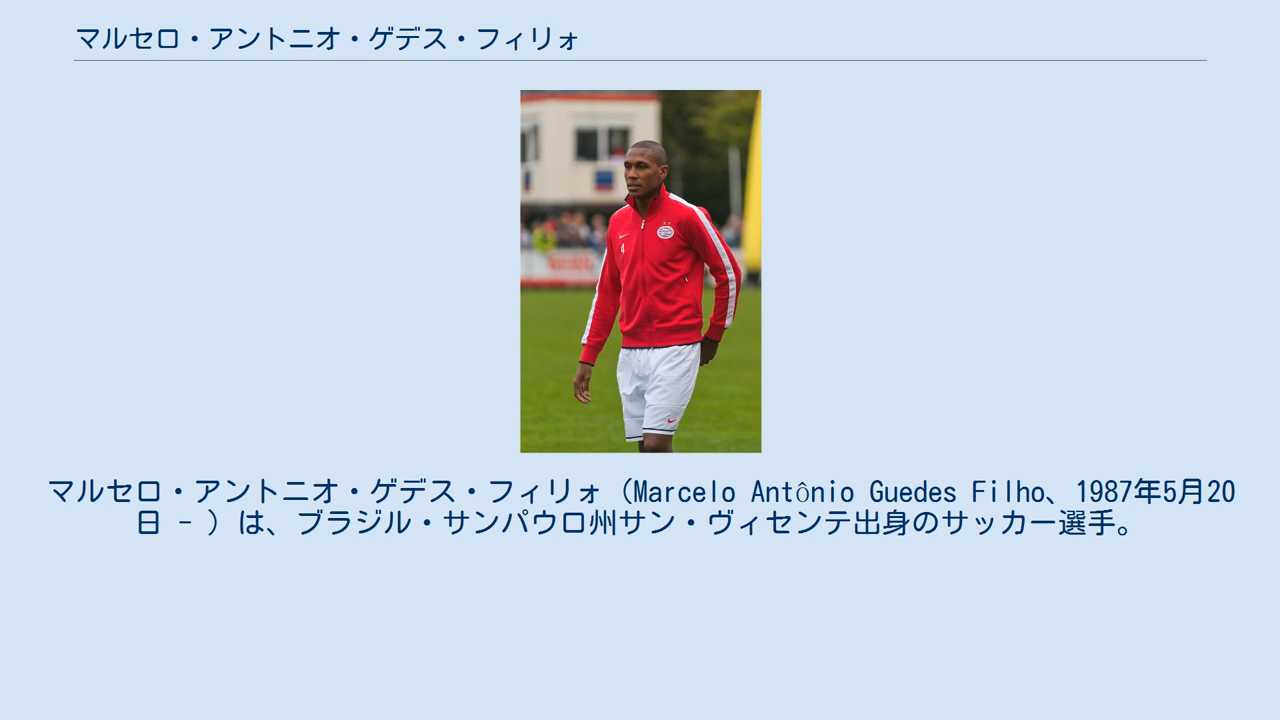 マルセロ・アントニオ・ゲデス・フィリォ
4
マルセロ・アントニオ・ゲデス・フィリォ（Marcelo Antônio Guedes Filho、1987年5月20
日 - ）は、ブラジル・サンパウロ州サン・ヴィセンテ出身のサッカー選手。